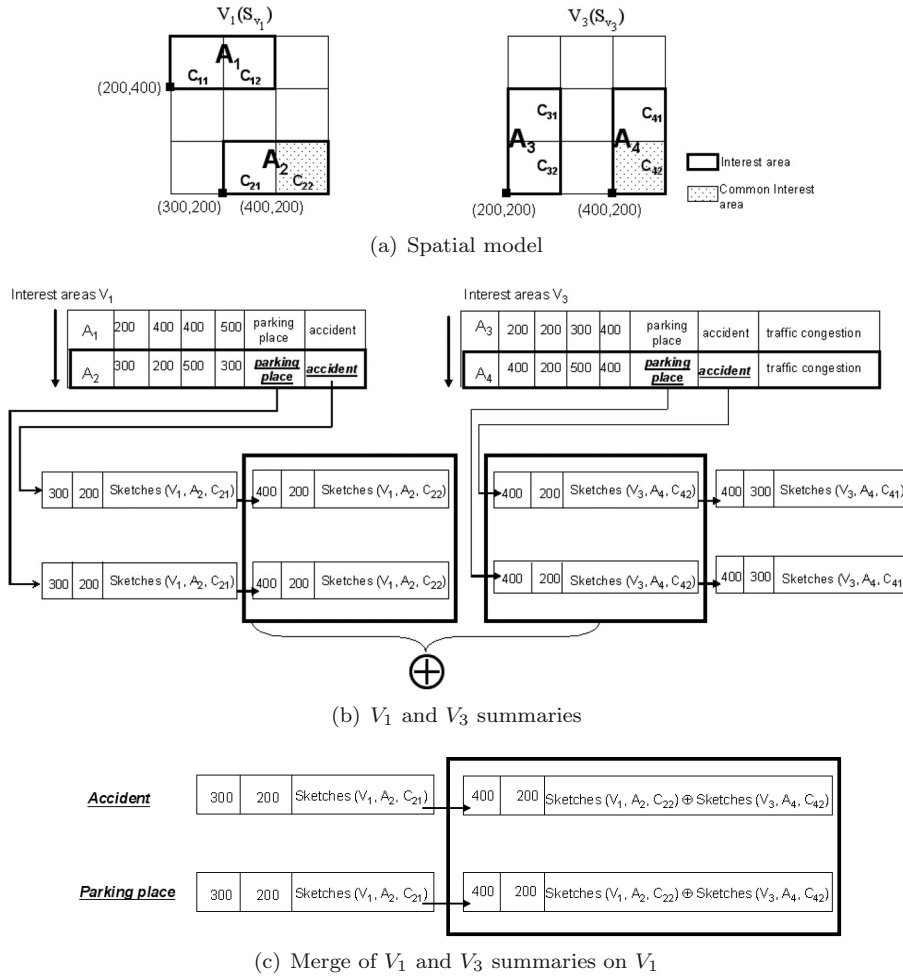 V1(Sv1)
V3(Sv3)
A1
C11 C12
(200,400)
A2
C21 C22
(300,200) (400,200)
A3
C31
C32
A4
C41
C42
(200,200) (400,200)
Interest area
Common Interest
area
(a) Spatial model
Interest areas V1
A1 200 400 400 500 parking place accident
A2 300 200 500 300 parking place accident
Interest areas V3
A3 200 200 300 400 parking place accident traffic congestion
A4 400 200 500 400 parking place accident traffic congestion
300 200 Sketches (V1, A2, C21) 400 200 Sketches (V1, A2, C22) 400 200 Sketches (V3, A4, C42) 400 300 Sketches (V3, A4, C41)
300 200 Sketches (V1, A2, C21) 400 200 Sketches (V1, A2, C22) 400 200 Sketches (V3, A4, C42) 400 300 Sketches (V3, A4, C41
⊕
(b) V1 and V3 summaries
Accident 300 200 Sketches (V1, A2, C21) 400 200 Sketches (V1, A2, C22) ⊕ Sketches (V3, A4, C42)
Parking place 300 200 Sketches (V1, A2, C21) 400 200 Sketches (V1, A2, C22) ⊕ Sketches (V3, A4, C42)
(c) Merge of V1 and V3 summaries on V1